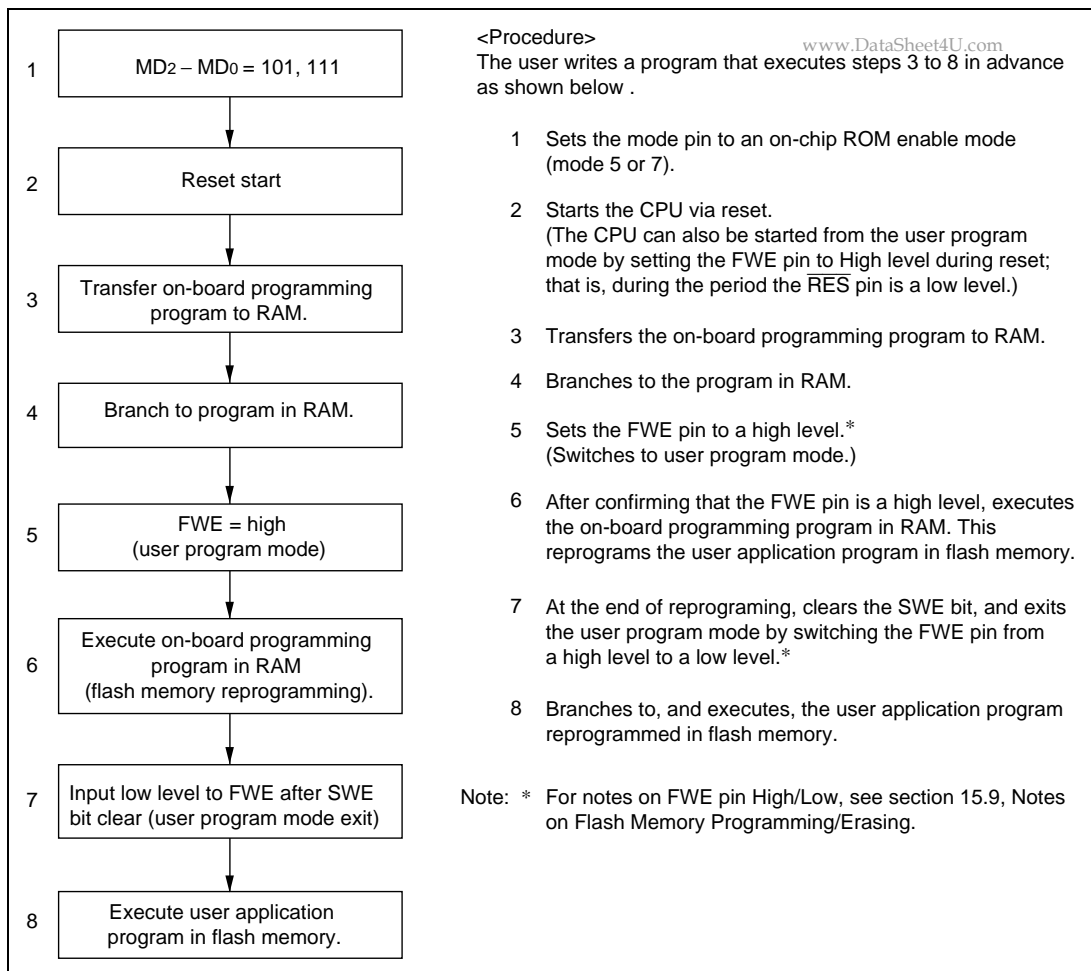 1
MD2 – MD0 = 101, 111
2
Reset start
3
Transfer on-board programming
program to RAM.
4
Branch to program in RAM.
5
FWE = high
(user program mode)
6
Execute on-board programming
program in RAM
(flash memory reprogramming).
7
Input low level to FWE after SWE
bit clear (user program mode exit)
8
Execute user application
program in flash memory.
<Procedure>
www.DataSheet4U.com
The user writes a program that executes steps 3 to 8 in advance
as shown below .
1 Sets the mode pin to an on-chip ROM enable mode
(mode 5 or 7).
2 Starts the CPU via reset.
(The CPU can also be started from the user program
mode by setting the FWE pin to High level during reset;
that is, during the period the RES pin is a low level.)
3 Transfers the on-board programming program to RAM.
4 Branches to the program in RAM.
5 Sets the FWE pin to a high level.*
(Switches to user program mode.)
6 After confirming that the FWE pin is a high level, executes
the on-board programming program in RAM. This
reprograms the user application program in flash memory.
7 At the end of reprograming, clears the SWE bit, and exits
the user program mode by switching the FWE pin from
a high level to a low level.*
8 Branches to, and executes, the user application program
reprogrammed in flash memory.
Note: * For notes on FWE pin High/Low, see section 15.9, Notes
on Flash Memory Programming/Erasing.